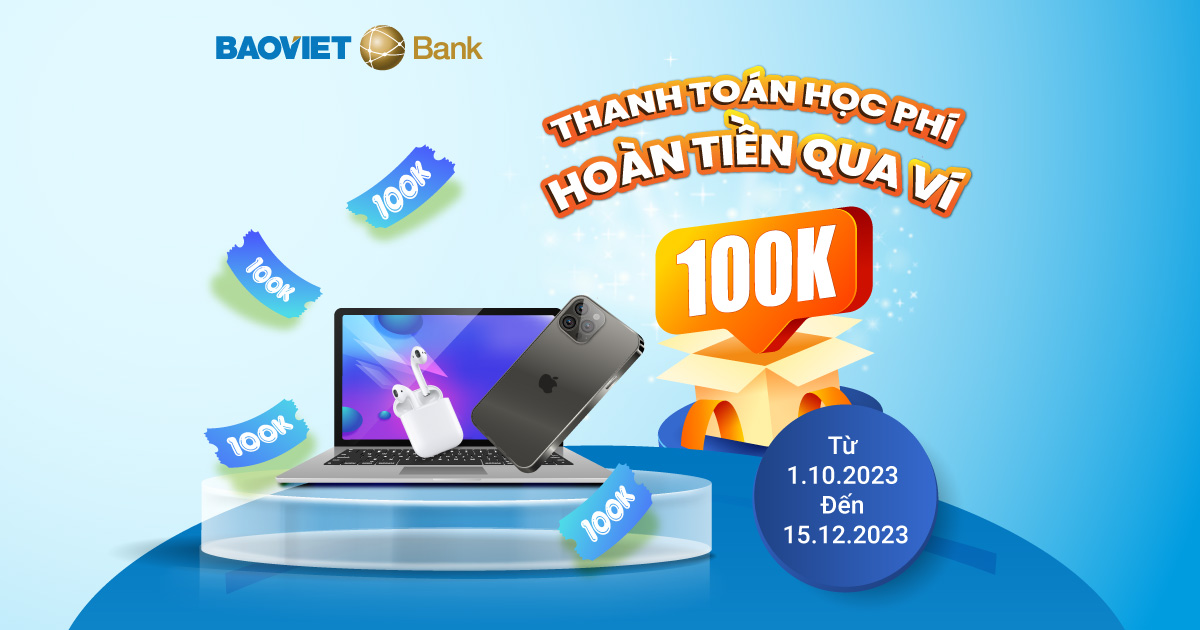 BAOVIET Bank
THANH TOÁN HỌC PHÍ
HOÀN TIỀN QUA VÍ
100K
100K
100K
100K
100K
Từ
1.10.2023
Đến
15.12.2023